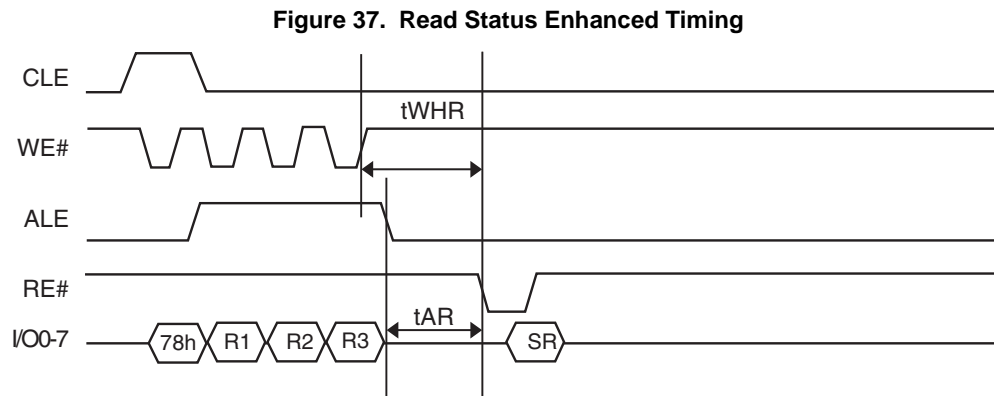 Figure 37. Read Status Enhanced Timing
CLE
tWHR
WE#
ALE
RE#
tAR
I/O0-7
78h R1 R2 R3 SR